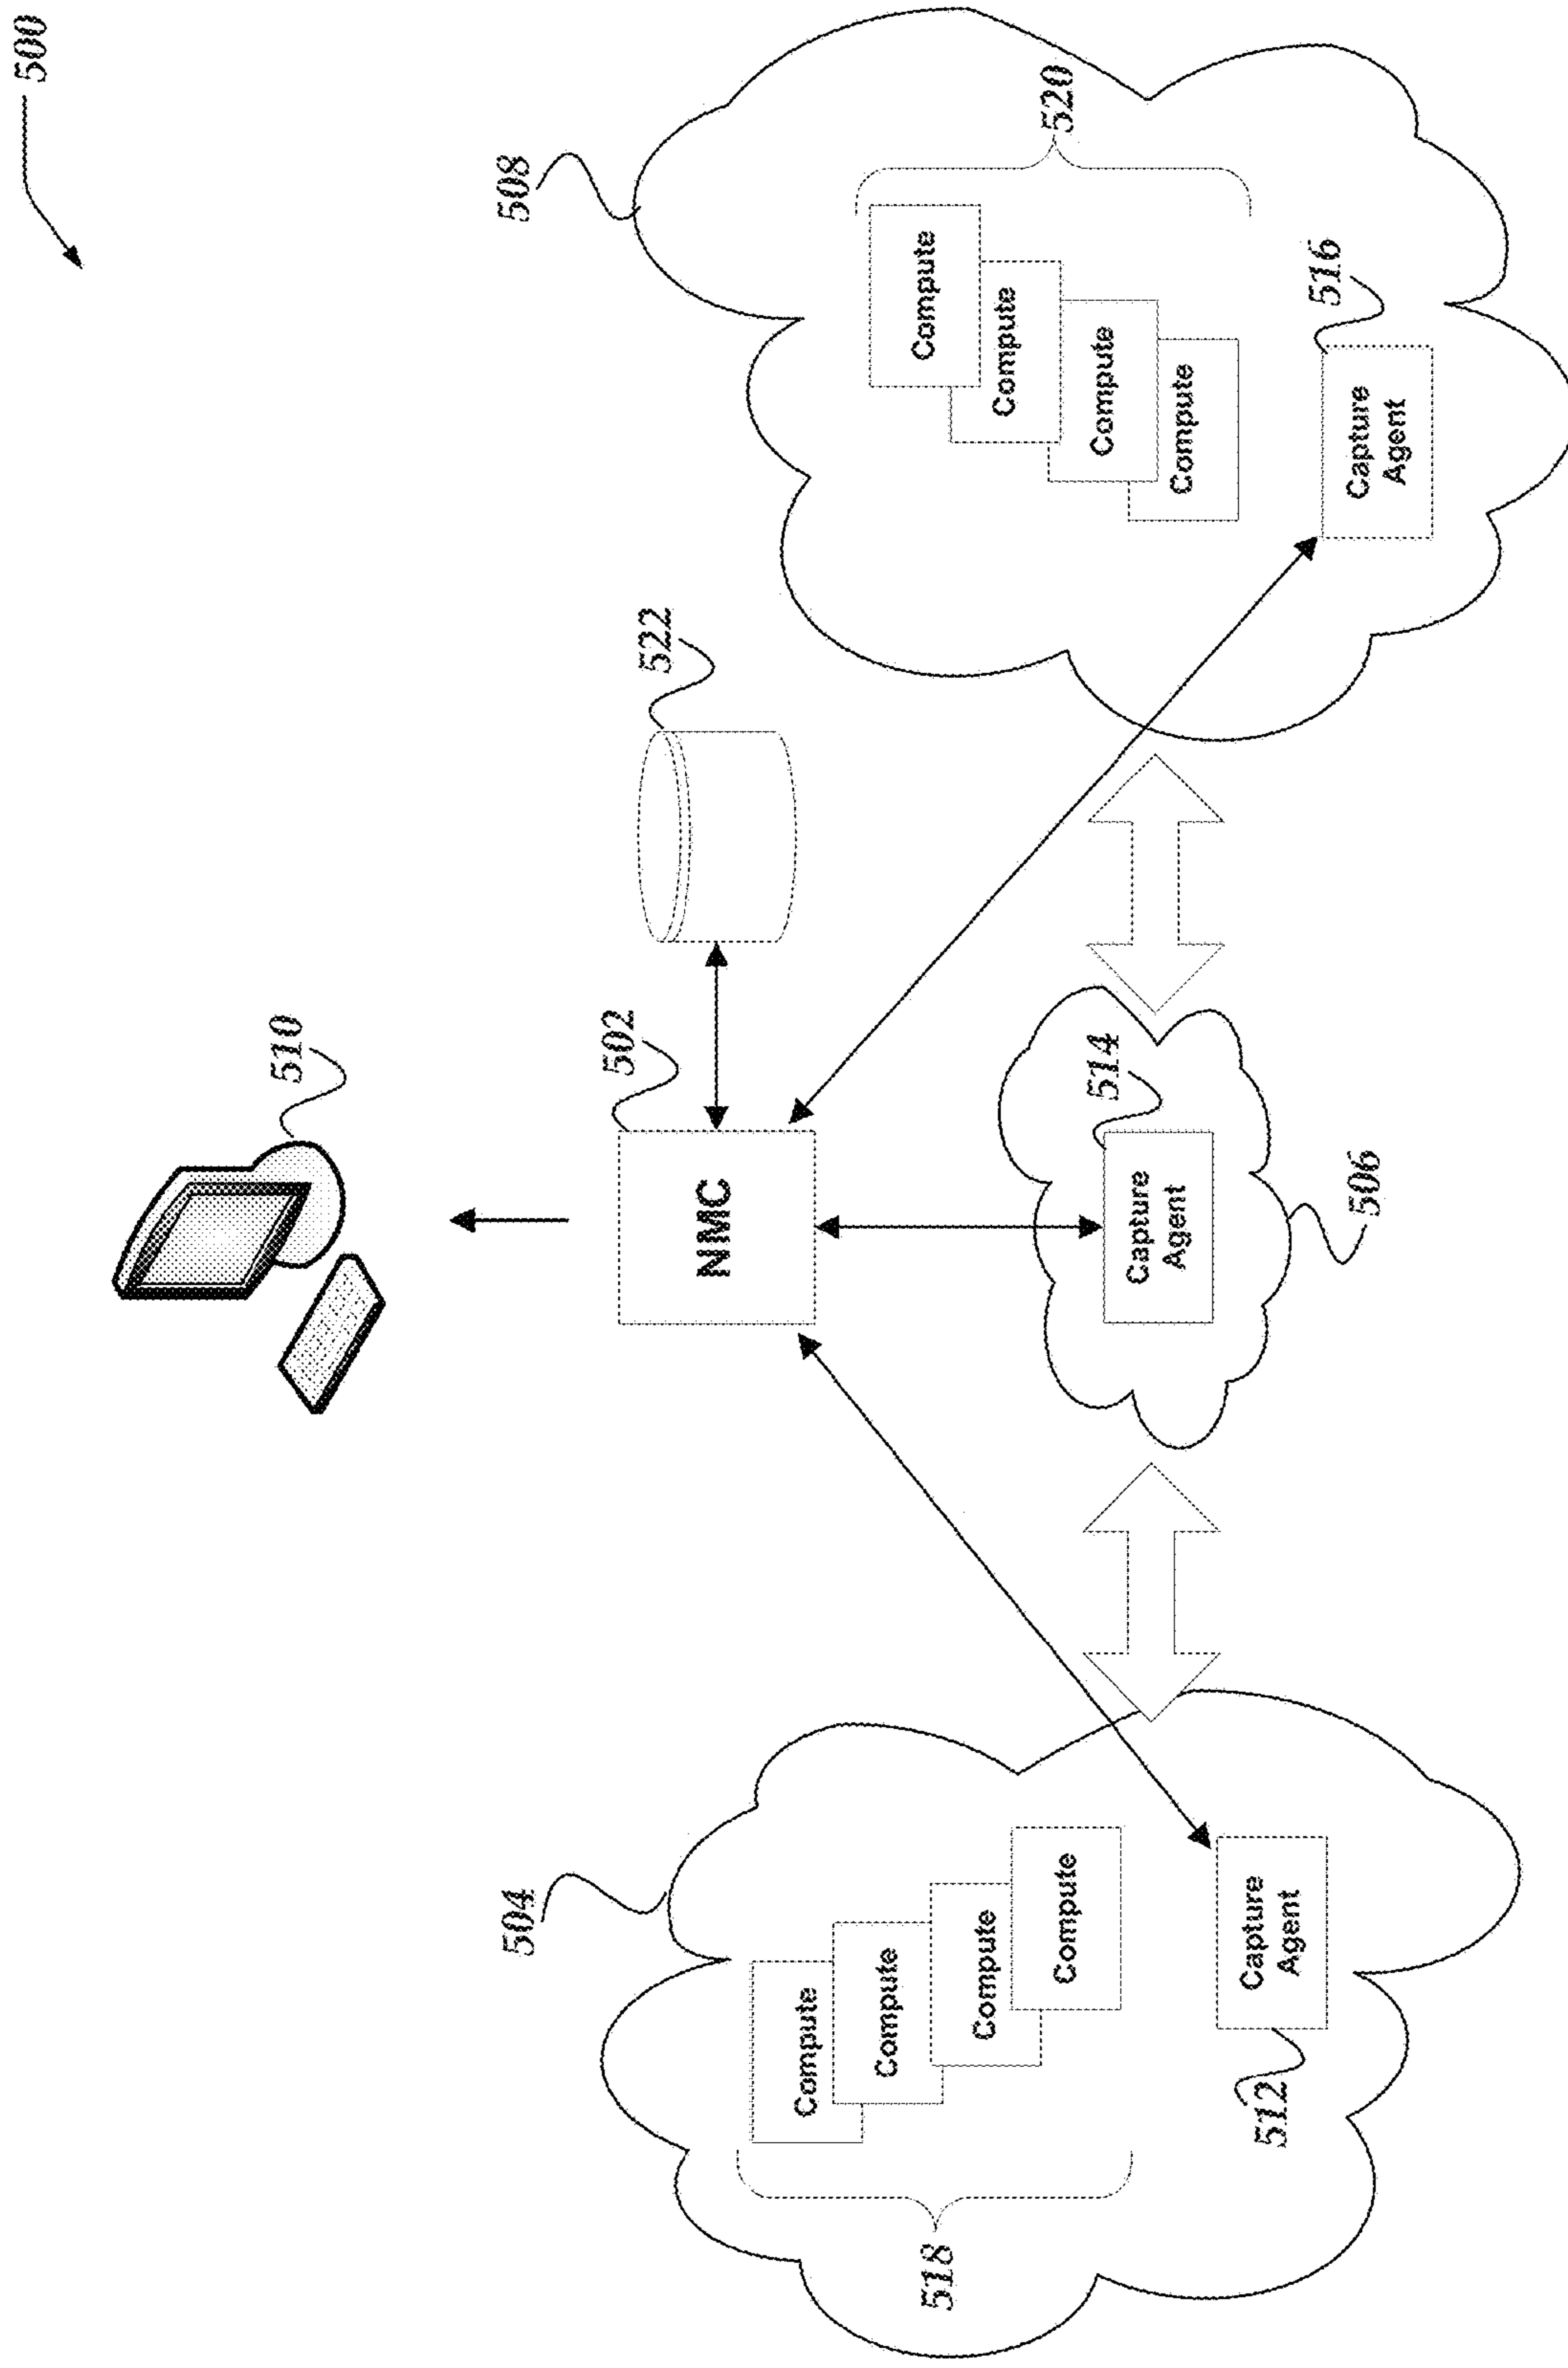 500
510
504
502
522
508
NMC
Compute
Compute
Compute
Compute
518
Capture
Agent
512
514
Capture
Agent
506
Compute
Compute
Compute
Compute
520
516
Capture
Agent